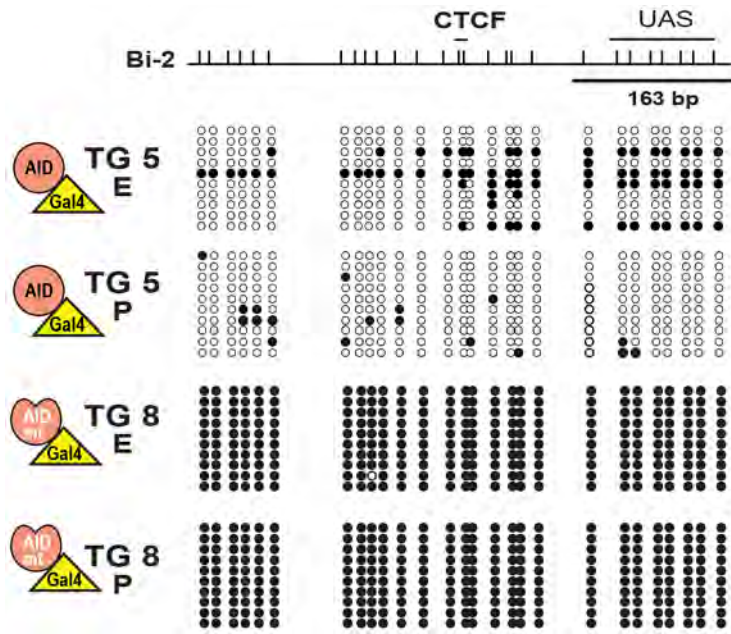 CTCF UAS
Bi-2
163 bp
AID TG 5
Gal4 E
AID TG 5
Gal4 P
AID TG 8
mt
Gal4 E
AID TG 8
mt
Gal4 P